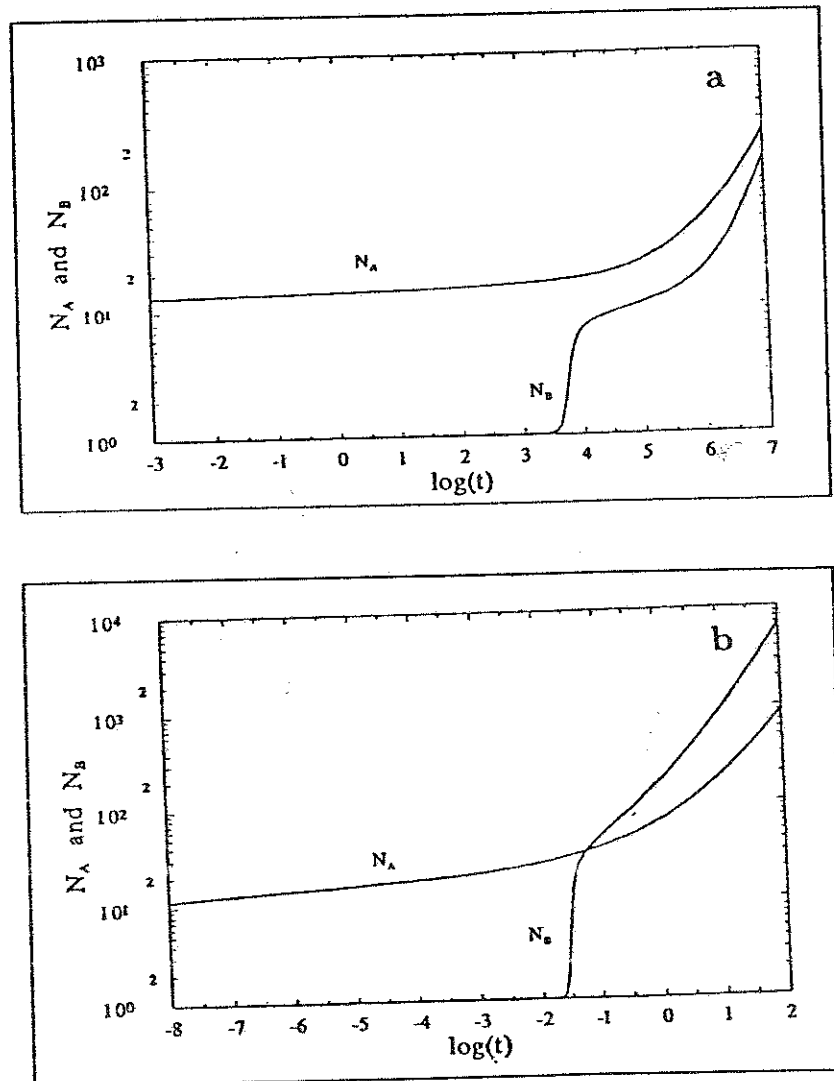 a
10³
2
10²
2
10¹
2
10⁰
N_A and N_B
N_A
N_B
-3 -2 -1 0 1 2 3 4 5 6 7
log(t)
b
10⁴
2
10³
2
10²
2
10¹
2
10⁰
N_A and N_B
N_A
N_B
-8 -7 -6 -5 -4 -3 -2 -1 0 1 2
log(t)